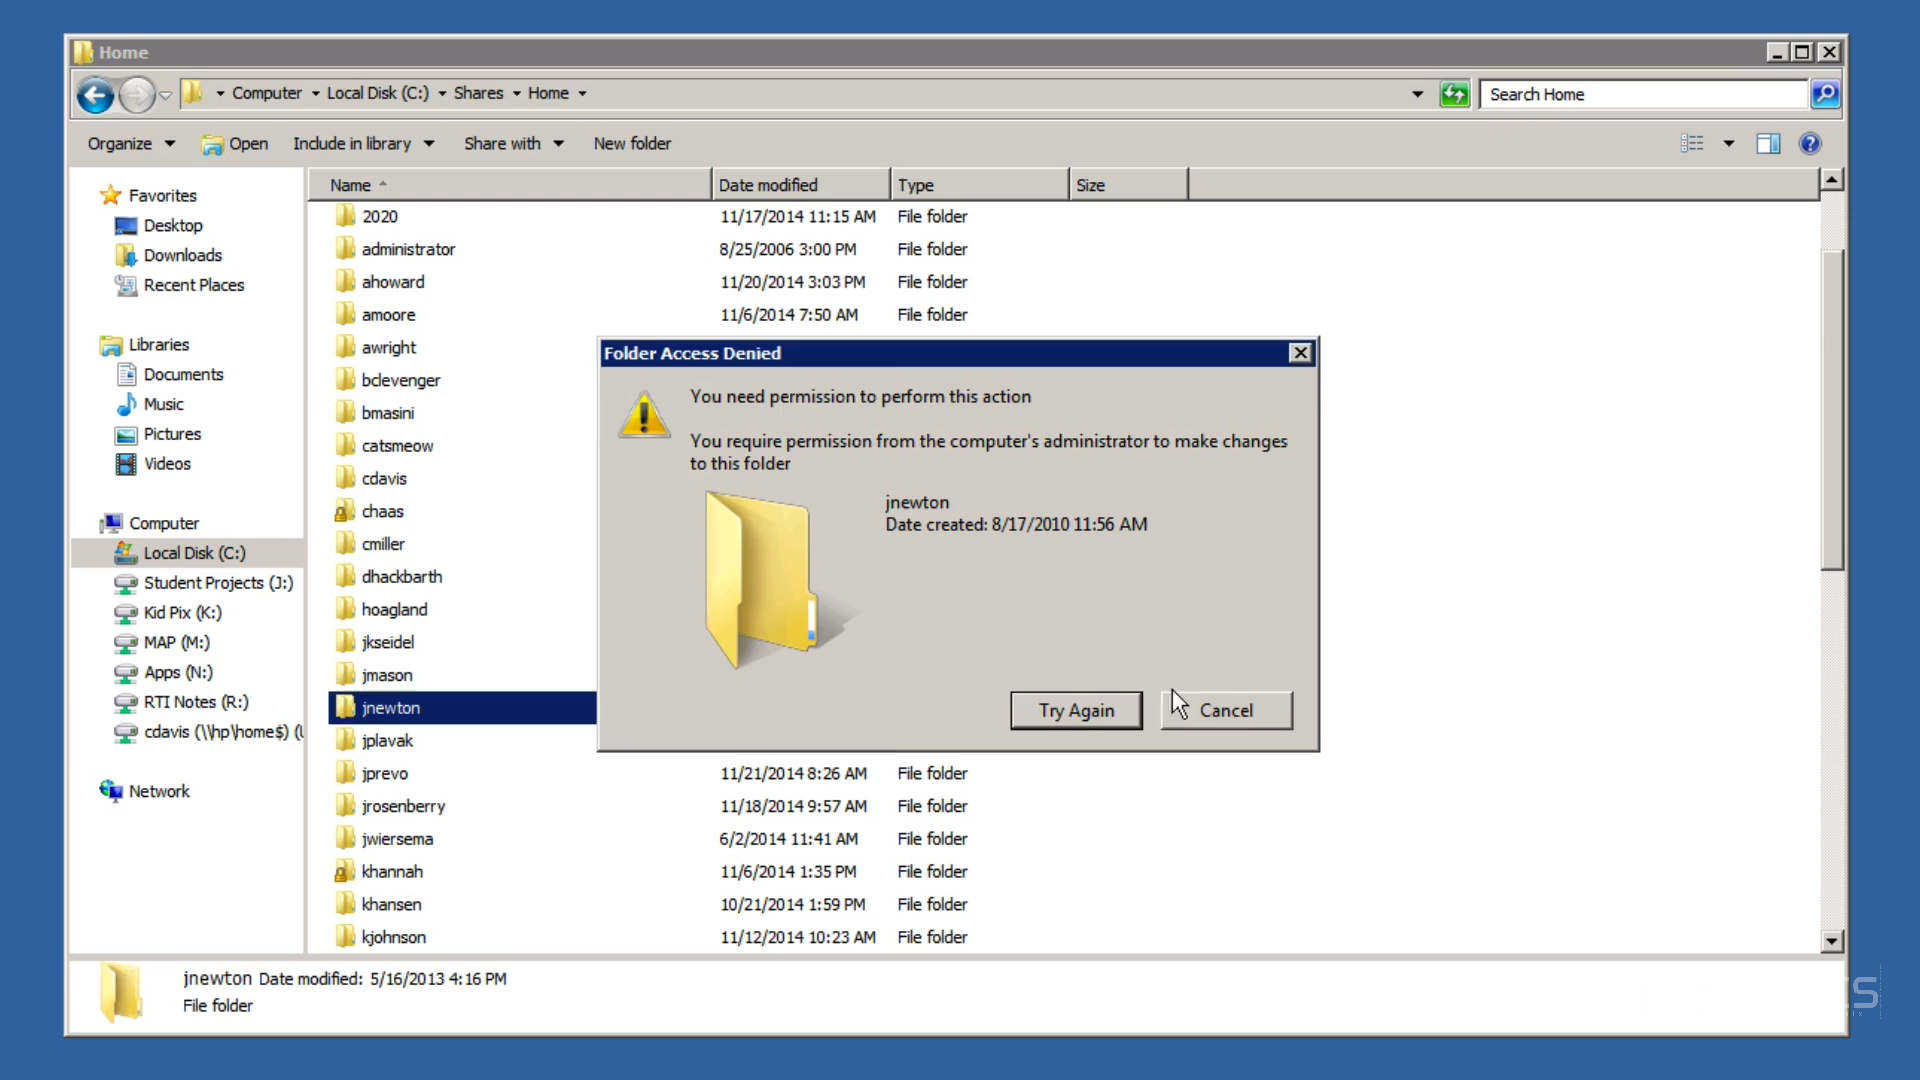 Home
Computer Local Disk (C:) Shares Home
Search Home
Organize Open Include in library Share with New folder
Name Date modified Type Size
Favorites
Desktop
Downloads
Recent Places
Libraries
Documents
Music
Pictures
Videos
Computer
Local Disk (C:)
Student Projects (J:)
Kid Pix (K:)
MAP (M:)
Apps (N:)
RTI Notes (R:)
cdavis (\\hp\home$) (
Network
2020 11/17/2014 11:15 AM File folder
administrator 8/25/2006 3:00 PM File folder
ahoward 11/20/2014 3:03 PM File folder
amoore 11/6/2014 7:50 AM File folder
awright
bclevenger
bmasini
catsmeow
cdavis
chaas
cmiller
dhackbarth
hoagland
jkseidel
jmason
jnewton
jplavak
jprevo 11/21/2014 8:26 AM File folder
jrosenberry 11/18/2014 9:57 AM File folder
jwiersema 6/2/2014 11:41 AM File folder
khannah 11/6/2014 1:35 PM File folder
khansen 10/21/2014 1:59 PM File folder
kjohnson 11/12/2014 10:23 AM File folder
Folder Access Denied
You need permission to perform this action
You require permission from the computer's administrator to make changes
to this folder
jnewton
Date created: 8/17/2010 11:56 AM
Try Again Cancel
jnewton Date modified: 5/16/2013 4:16 PM
File folder